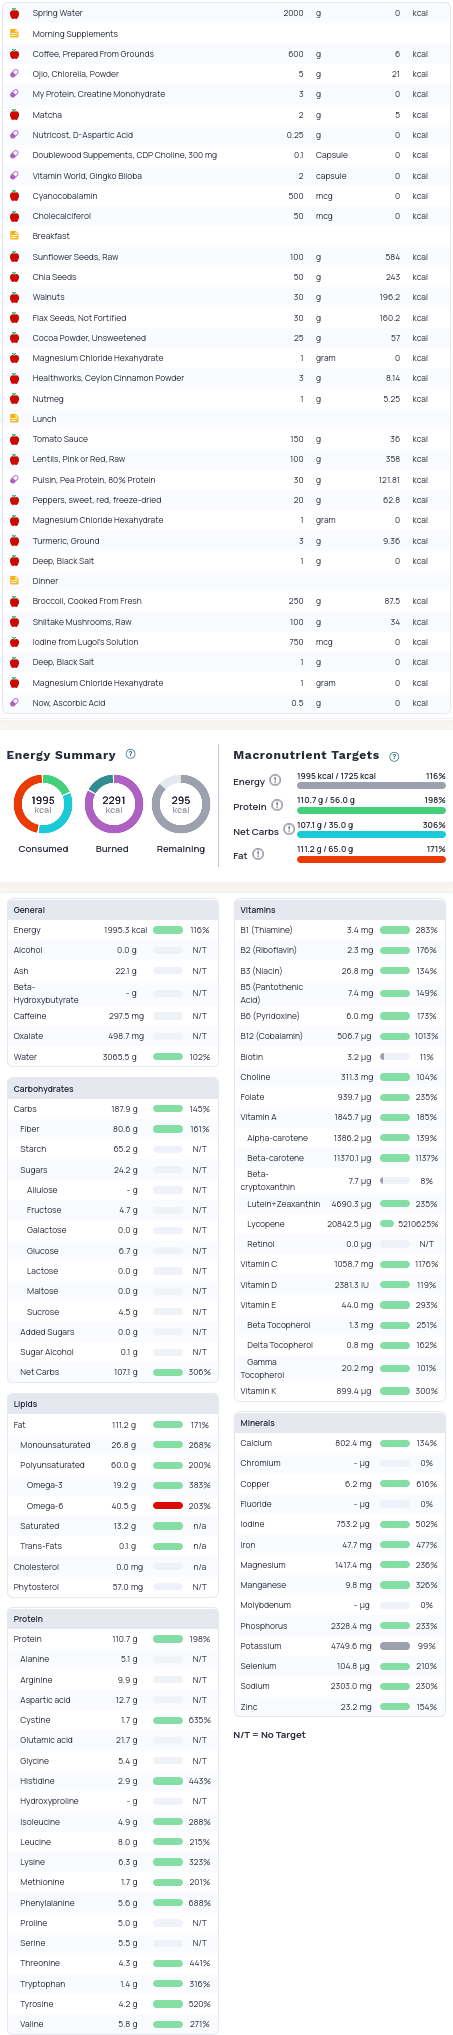 Spring Water 2000 g 0 kcal
Morning Supplements
Coffee, Prepared From Grounds 600 g 6 kcal
Ojio, Chlorella, Powder 5 g 21 kcal
My Protein, Creatine Monohydrate 3 g 0 kcal
Matcha 2 g 5 kcal
Nutricost, D-Aspartic Acid 0.25 g 0 kcal
Doublewood Suppements, CDP Choline, 300 mg 0.1 Capsule 0 kcal
Vitamin World, Gingko Biloba 2 capsule 0 kcal
Cyanocobalamin 500 mcg 0 kcal
Cholecalciferol 50 mcg 0 kcal
Breakfast
Sunflower Seeds, Raw 100 g 584 kcal
Chia Seeds 50 g 243 kcal
Walnuts 30 g 196.2 kcal
Flax Seeds, Not Fortified 30 g 160.2 kcal
Cocoa Powder, Unsweetened 25 g 57 kcal
Magnesium Chloride Hexahydrate 1 gram 0 kcal
Healthworks, Ceylon Cinnamon Powder 3 g 8.14 kcal
Nutmeg 1 g 5.25 kcal
Lunch
Tomato Sauce 150 g 36 kcal
Lentils, Pink or Red, Raw 100 g 358 kcal
Pulsin, Pea Protein, 80% Protein 30 g 121.81 kcal
Peppers, sweet, red, freeze-dried 20 g 62.8 kcal
Magnesium Chloride Hexahydrate 1 gram 0 kcal
Turmeric, Ground 3 g 9.36 kcal
Deep, Black Salt 1 g 0 kcal
Dinner
Broccoli, Cooked From Fresh 250 g 87.5 kcal
Shiitake Mushrooms, Raw 100 g 34 kcal
Iodine from Lugol's Solution 750 mcg 0 kcal
Deep, Black Salt 1 g 0 kcal
Magnesium Chloride Hexahydrate 1 gram 0 kcal
Now, Ascorbic Acid 0.5 g 0 kcal
Energy Summary ?
1995 kcal Consumed
2291 kcal Burned
295 kcal Remaining
Macronutrient Targets ?
Energy 1995 kcal / 1725 kcal 116%
Protein 110.7 g / 56.0 g 198%
Net Carbs 107.1 g / 35.0 g 306%
Fat 111.2 g / 65.0 g 171%
General
Energy 1995.3 kcal 116%
Alcohol 0.0 g N/T
Ash 22.1 g N/T
Beta-
Hydroxybutyrate - g N/T
Caffeine 297.5 mg N/T
Oxalate 498.7 mg N/T
Water 3065.5 g 102%
Carbohydrates
Carbs 187.9 g 145%
Fiber 80.6 g 161%
Starch 65.2 g N/T
Sugars 24.2 g N/T
Allulose - g N/T
Fructose 4.7 g N/T
Galactose 0.0 g N/T
Glucose 6.7 g N/T
Lactose 0.0 g N/T
Maltose 0.0 g N/T
Sucrose 4.5 g N/T
Added Sugars 0.0 g N/T
Sugar Alcohol 0.1 g N/T
Net Carbs 107.1 g 306%
Lipids
Fat 111.2 g 171%
Monounsaturated 26.8 g 268%
Polyunsaturated 60.0 g 200%
Omega-3 19.2 g 383%
Omega-6 40.5 g 203%
Saturated 13.2 g n/a
Trans-Fats 0.1 g n/a
Cholesterol 0.0 mg n/a
Phytosterol 57.0 mg N/T
Protein
Protein 110.7 g 198%
Alanine 5.1 g N/T
Arginine 9.9 g N/T
Aspartic acid 12.7 g N/T
Cystine 1.7 g 635%
Glutamic acid 21.7 g N/T
Glycine 5.4 g N/T
Histidine 2.9 g 443%
Hydroxyproline - g N/T
Isoleucine 4.9 g 288%
Leucine 8.0 g 215%
Lysine 6.3 g 323%
Methionine 1.7 g 201%
Phenylalanine 5.6 g 688%
Proline 5.0 g N/T
Serine 5.5 g N/T
Threonine 4.3 g 441%
Tryptophan 1.4 g 316%
Tyrosine 4.2 g 520%
Valine 5.8 g 271%
Vitamins
B1 (Thiamine) 3.4 mg 283%
B2 (Riboflavin) 2.3 mg 176%
B3 (Niacin) 26.8 mg 134%
B5 (Pantothenic
Acid) 7.4 mg 149%
B6 (Pyridoxine) 6.0 mg 173%
B12 (Cobalamin) 506.7 µg 1013%
Biotin 3.2 µg 11%
Choline 311.3 mg 104%
Folate 939.7 µg 235%
Vitamin A 1845.7 µg 185%
Alpha-carotene 1386.2 µg 139%
Beta-carotene 11370.1 µg 1137%
Beta-
cryptoxanthin 7.7 µg 8%
Lutein+Zeaxanthin 4690.3 µg 235%
Lycopene 20842.5 µg 5210625%
Retinol 0.0 µg N/T
Vitamin C 1058.7 mg 1176%
Vitamin D 2381.3 IU 119%
Vitamin E 44.0 mg 293%
Beta Tocopherol 1.3 mg 251%
Delta Tocopherol 0.8 mg 162%
Gamma
Tocopherol 20.2 mg 101%
Vitamin K 899.4 µg 300%
Minerals
Calcium 802.4 mg 134%
Chromium - µg 0%
Copper 6.2 mg 616%
Fluoride - µg 0%
Iodine 753.2 µg 502%
Iron 47.7 mg 477%
Magnesium 1417.4 mg 236%
Manganese 9.8 mg 326%
Molybdenum - µg 0%
Phosphorus 2328.4 mg 233%
Potassium 4749.6 mg 99%
Selenium 104.8 µg 210%
Sodium 2303.0 mg 230%
Zinc 23.2 mg 154%
N/T = No Target